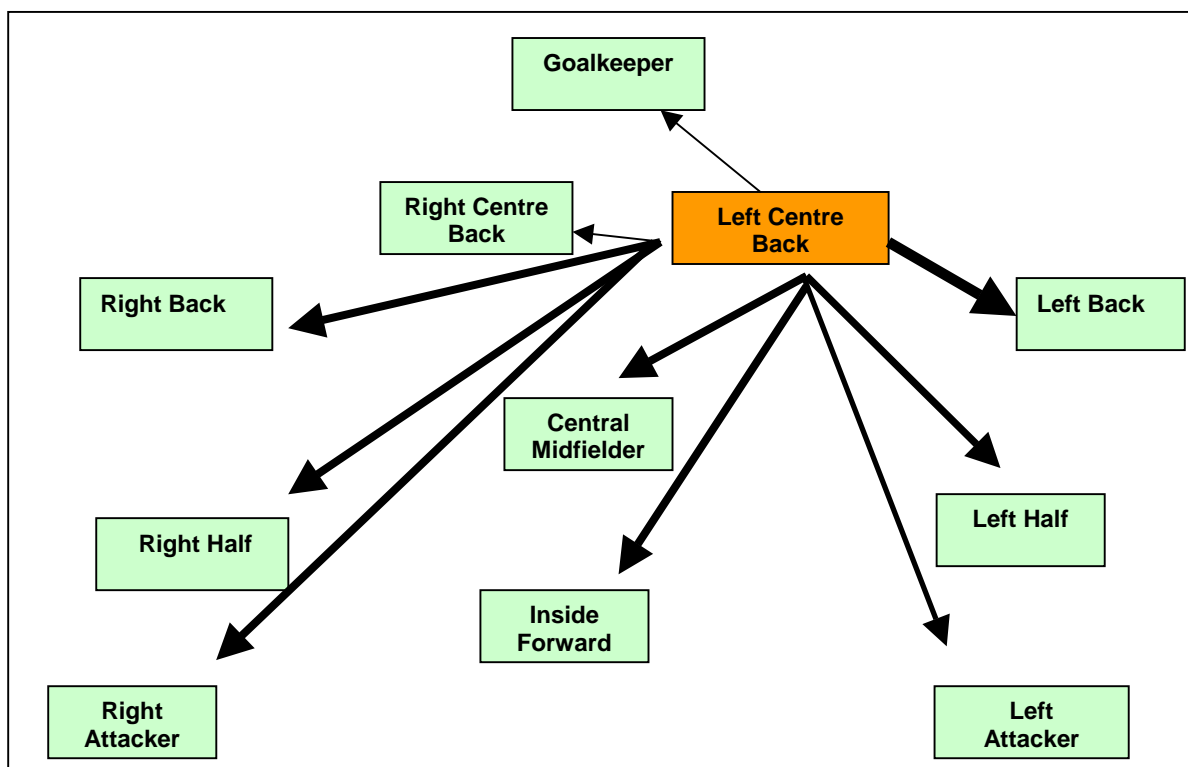 Goalkeeper
Right Centre
Back
Left Centre
Back
Right Back
Left Back
Central
Midfielder
Left Half
Right Half
Inside
Forward
Right
Attacker
Left
Attacker